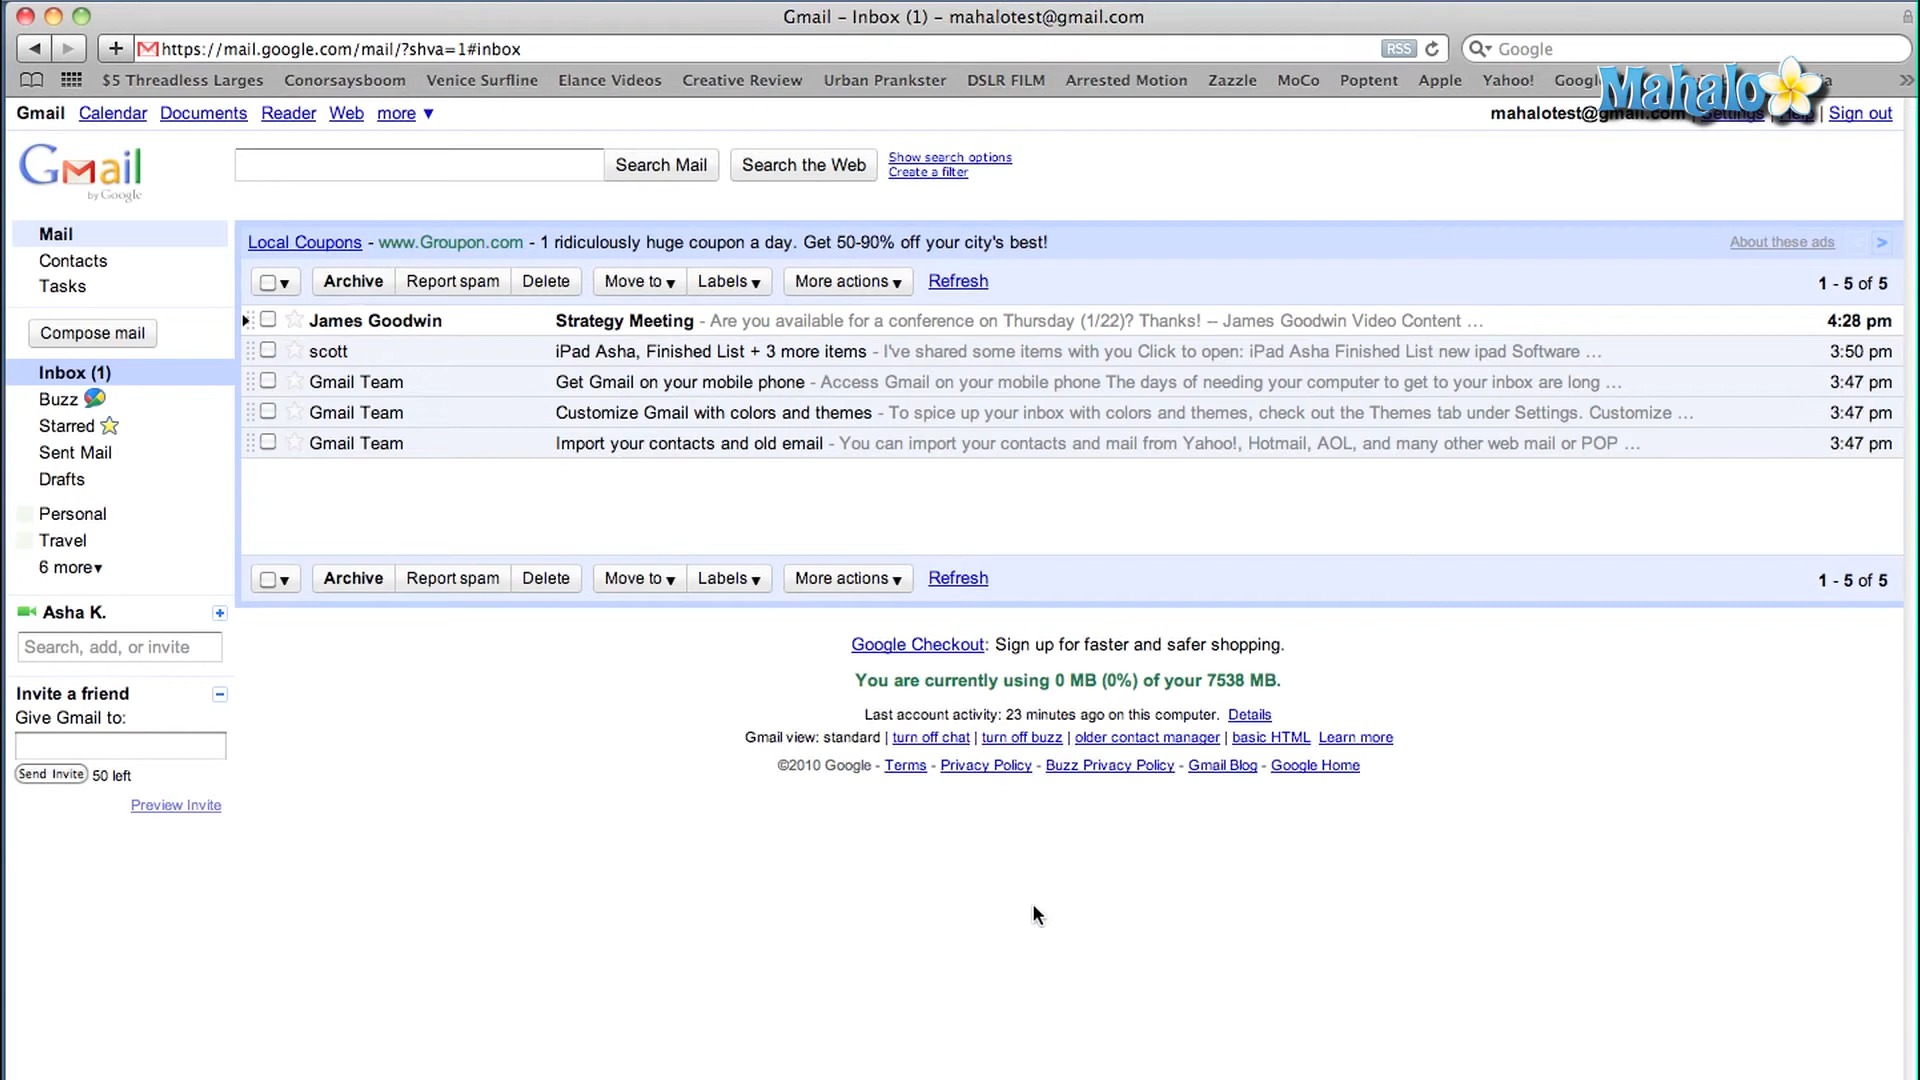 Gmail – Inbox (1) – mahalotest@gmail.com
https://mail.google.com/mail/?shva=1#inbox RSS Google
$5 Threadless Larges Conorsaysboom Venice Surfline Elance Videos Creative Review Urban Prankster DSLR FILM Arrested Motion Zazzle MoCo Poptent Apple Yahoo!
Mahalo
Gmail Calendar Documents Reader Web more ▼ mahalotest@gmail.com | Settings | Help | Sign out
Gmail by Google
Search Mail Search the Web Show search options
Create a filter
Mail
Contacts
Tasks
Compose mail
Inbox (1)
Buzz
Starred
Sent Mail
Drafts
Personal
Travel
6 more▾
Asha K.
Search, add, or invite
Invite a friend
Give Gmail to:
Send Invite 50 left
Preview Invite
Local Coupons - www.Groupon.com - 1 ridiculously huge coupon a day. Get 50-90% off your city's best! About these ads >
Archive Report spam Delete Move to ▾ Labels ▾ More actions ▾ Refresh 1 - 5 of 5
James Goodwin Strategy Meeting - Are you available for a conference on Thursday (1/22)? Thanks! -- James Goodwin Video Content … 4:28 pm
scott iPad Asha, Finished List + 3 more items - I've shared some items with you Click to open: iPad Asha Finished List new ipad Software … 3:50 pm
Gmail Team Get Gmail on your mobile phone - Access Gmail on your mobile phone The days of needing your computer to get to your inbox are long … 3:47 pm
Gmail Team Customize Gmail with colors and themes - To spice up your inbox with colors and themes, check out the Themes tab under Settings. Customize … 3:47 pm
Gmail Team Import your contacts and old email - You can import your contacts and mail from Yahoo!, Hotmail, AOL, and many other web mail or POP … 3:47 pm
Archive Report spam Delete Move to ▾ Labels ▾ More actions ▾ Refresh 1 - 5 of 5
Google Checkout: Sign up for faster and safer shopping.
You are currently using 0 MB (0%) of your 7538 MB.
Last account activity: 23 minutes ago on this computer. Details
Gmail view: standard | turn off chat | turn off buzz | older contact manager | basic HTML Learn more
©2010 Google - Terms - Privacy Policy - Buzz Privacy Policy - Gmail Blog - Google Home